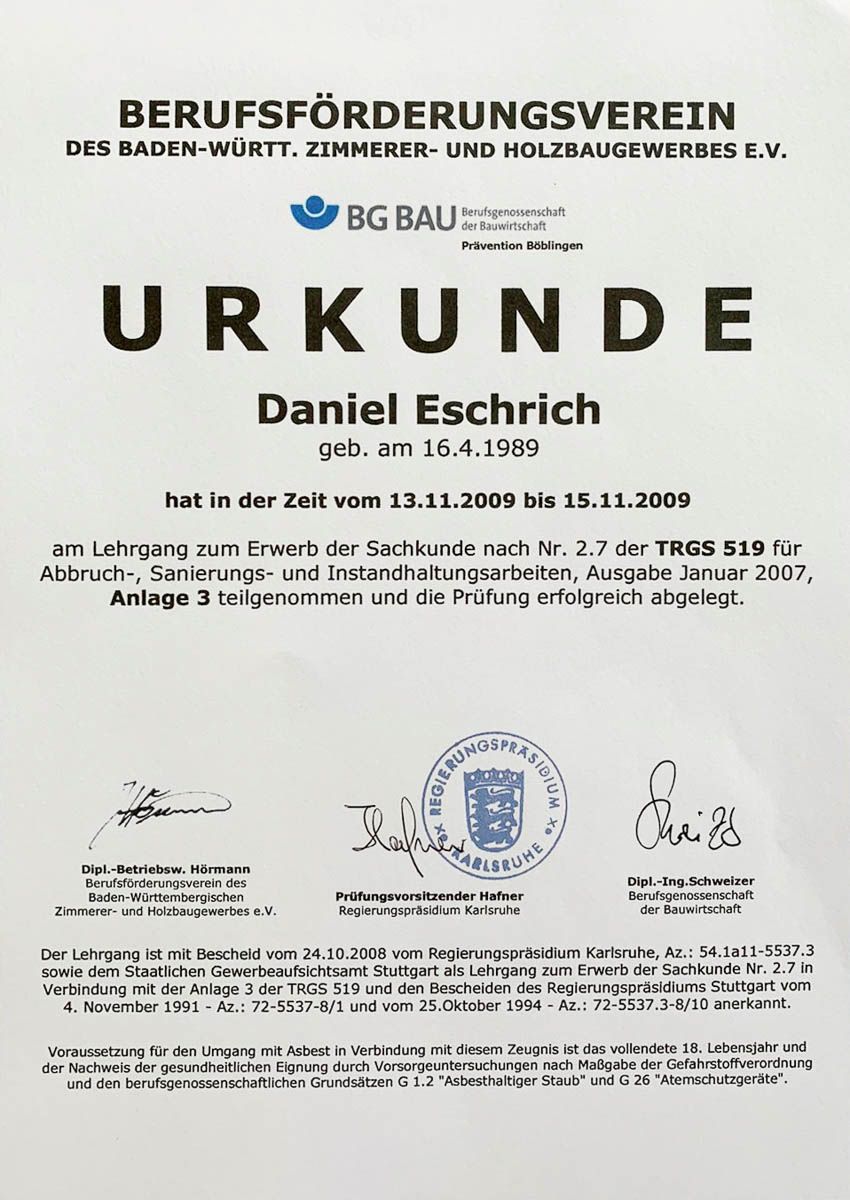 BERUFSFÖRDERUNGSVEREIN
DES BADEN-WÜRTT. ZIMMERER- UND HOLZBAUGEWERBES E.V.
BG BAU Berufsgenossenschaft
der Bauwirtschaft
Prävention Böblingen
URKUNDE
Daniel Eschrich
geb. am 16.4.1989
hat in der Zeit vom 13.11.2009 bis 15.11.2009
am Lehrgang zum Erwerb der Sachkunde nach Nr. 2.7 der TRGS 519 für
Abbruch-, Sanierungs- und Instandhaltungsarbeiten, Ausgabe Januar 2007,
Anlage 3 teilgenommen und die Prüfung erfolgreich abgelegt.
REGIERUNGSPRÄSIDIUM
KARLSRUHE
Hafner
Dipl.-Betriebsw. Hörmann
Berufsförderungsverein des
Baden-Württembergischen
Zimmerer- und Holzbaugewerbes e.V.
Prüfungsvorsitzender Hafner
Regierungspräsidium Karlsruhe
Dipl.-Ing.Schweizer
Berufsgenossenschaft
der Bauwirtschaft
Der Lehrgang ist mit Bescheid vom 24.10.2008 vom Regierungspräsidium Karlsruhe, Az.: 54.1a11-5537.3
sowie dem Staatlichen Gewerbeaufsichtsamt Stuttgart als Lehrgang zum Erwerb der Sachkunde Nr. 2.7 in
Verbindung mit der Anlage 3 der TRGS 519 und den Bescheiden des Regierungspräsidiums Stuttgart vom
4. November 1991 - Az.: 72-5537-8/1 und vom 25.Oktober 1994 - Az.: 72-5537.3-8/10 anerkannt.
Voraussetzung für den Umgang mit Asbest in Verbindung mit diesem Zeugnis ist das vollendete 18. Lebensjahr und
der Nachweis der gesundheitlichen Eignung durch Vorsorgeuntersuchungen nach Maßgabe der Gefahrstoffverordnung
und den berufsgenossenschaftlichen Grundsätzen G 1.2 "Asbesthaltiger Staub" und G 26 "Atemschutzgeräte".